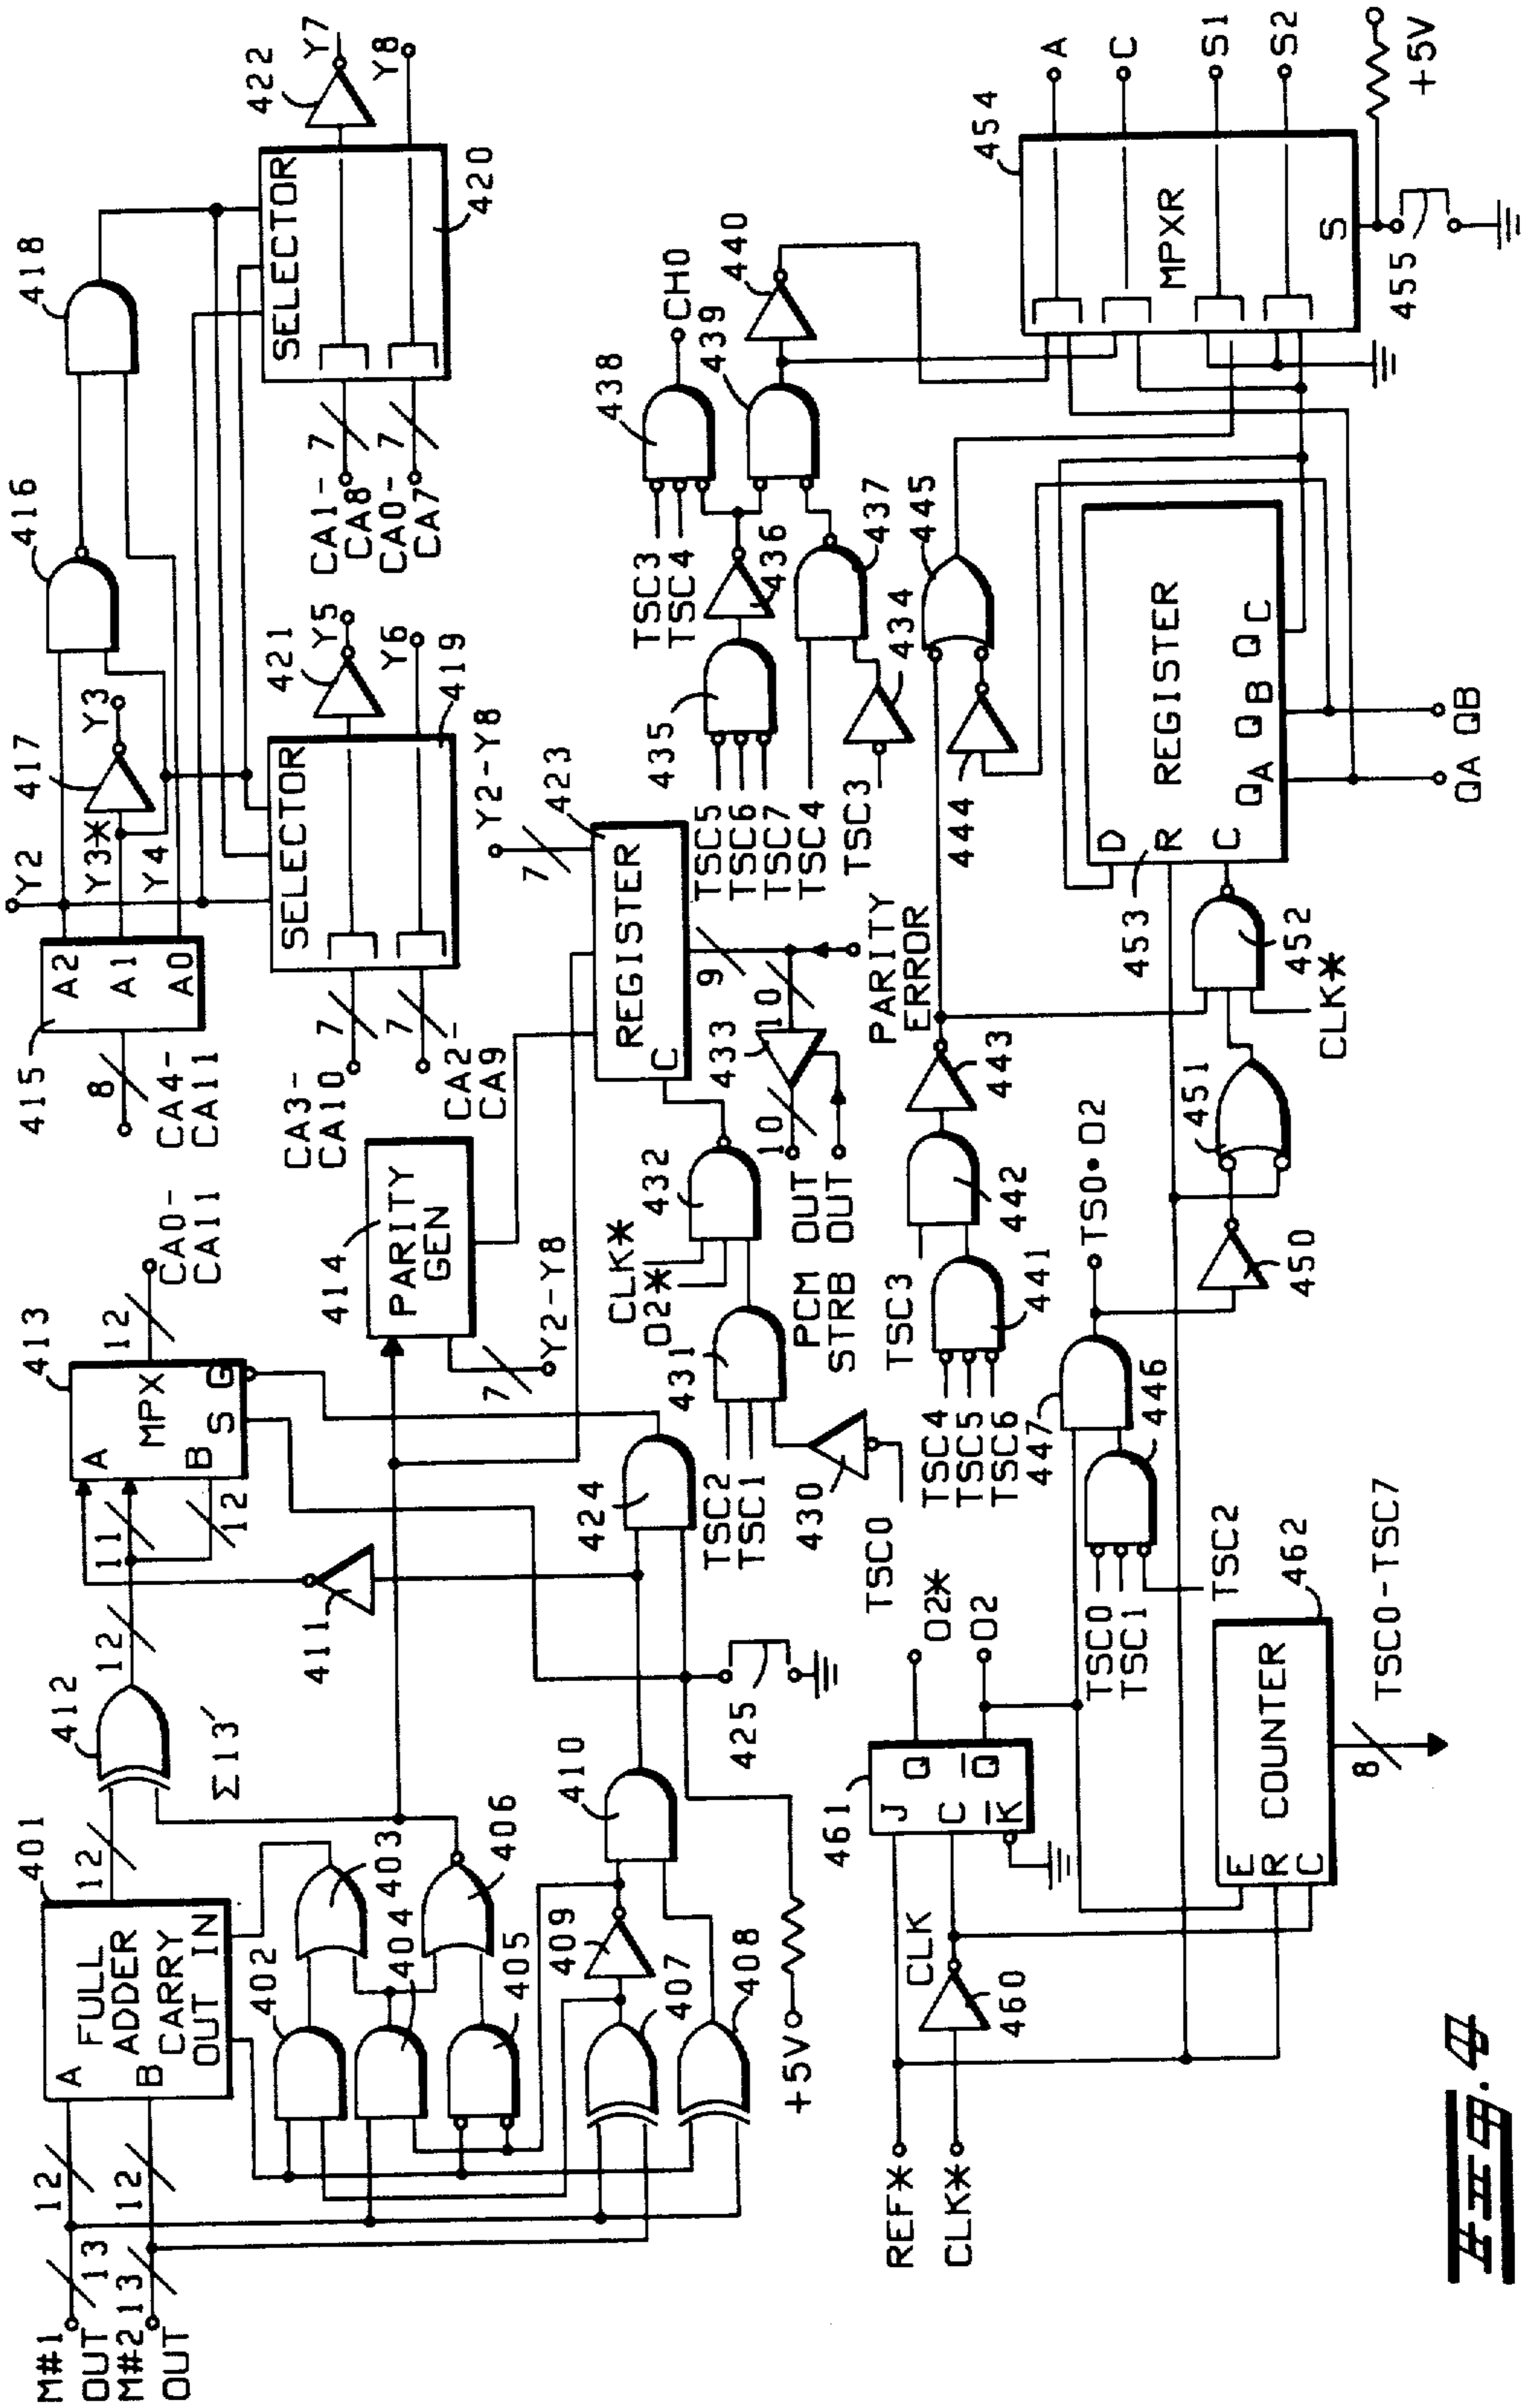 M#1
OUT
M#2
OUT
13
13
12
12
401
A
FULL
ADDER
B
CARRY
OUT IN
12
412
12
Σ13′
11
12
413
A
MPX
B
S
G
12
CA0-
CA11
402
403
404
405
406
407
408
409
410
411
+5V
425
424
414
PARITY
GEN
7
Y2-Y8
415
A2
A1
A0
8
CA4-
CA11
Y2
Y3*
Y4
417
Y3
416
418
SELECTOR
7
7
CA3-
CA10
CA2-
CA9
421
Y5
Y6
419
SELECTOR
7
7
CA1-
CA8
CA0-
CA7
422
Y7
Y8
420
TSC2
TSC1
TSC0
430
431
CLK*
02*
432
REGISTER
C
423
7
Y2-Y8
9
10
433
10
PCM OUT
STRB OUT
PARITY
ERROR
TSC5
TSC6
TSC7
TSC4
TSC3
435
436
434
437
TSC3
TSC4
438
CH0
439
440
TSC3
TSC4
TSC5
TSC6
441
442
443
444
445
454
MPXR
S
A
C
S1
S2
+5V
455
REF*
CLK*
460
CLK
461
J
C
K
Q
Q
02*
02
E
R
C
COUNTER
462
8
TSC0-TSC7
TSC0
TSC1
TSC2
446
447
TS0•02
450
451
452
CLK*
453
D
R
C
REGISTER
QA QB QC
QA QB
Fig. 4